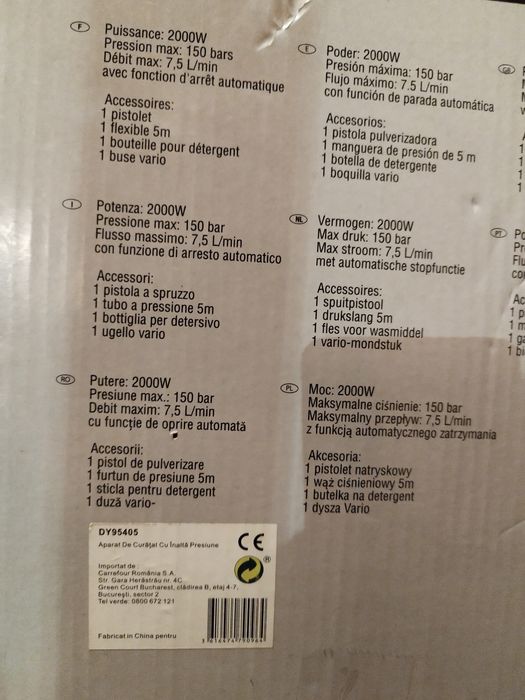 F Puissance: 2000W
Pression max: 150 bars
Débit max: 7,5 L/min
avec fonction d'arrêt automatique
Accessoires:
1 pistolet
1 flexible 5m
1 bouteille pour détergent
1 buse vario
E Poder: 2000W
Presión máxima: 150 bar
Flujo máximo: 7.5 L/min
con función de parada automática
Accesorios:
1 pistola pulverizadora
1 manguera de presión de 5 m
1 botella de detergente
1 boquilla vario
GB
I Potenza: 2000W
Pressione max: 150 bar
Flusso massimo: 7,5 L/min
con funzione di arresto automatico
Accessori:
1 pistola a spruzzo
1 tubo a pressione 5m
1 bottiglia per detersivo
1 ugello vario
NL Vermogen: 2000W
Max druk: 150 bar
Max stroom: 7,5 L/min
met automatische stopfunctie
Accessoires:
1 spuitpistool
1 drukslang 5m
1 fles voor wasmiddel
1 vario-mondstuk
PT
RO Putere: 2000W
Presiune max.: 150 bar
Debit maxim: 7,5 L/min
cu funcție de oprire automată
Accesorii:
1 pistol de pulverizare
1 furtun de presiune 5m
1 sticla pentru detergent
1 duză vario-
PL Moc: 2000W
Maksymalne ciśnienie: 150 bar
Maksymalny przepływ: 7,5 L/min
z funkcją automatycznego zatrzymania
Akcesoria:
1 pistolet natryskowy
1 wąż ciśnieniowy 5m
1 butelka na detergent
1 dysza Vario
DY95405
Aparat De Curățat Cu Înaltă Presiune
CE
Importat de:
Carrefour România S.A.
Str. Gara Herăstrău nr. 4C
Green Court Bucharest, clădirea B, etaj 4-7,
București, sector 2
Tel verde: 0800 672 121
Fabricat în China pentru
3 616474 790964